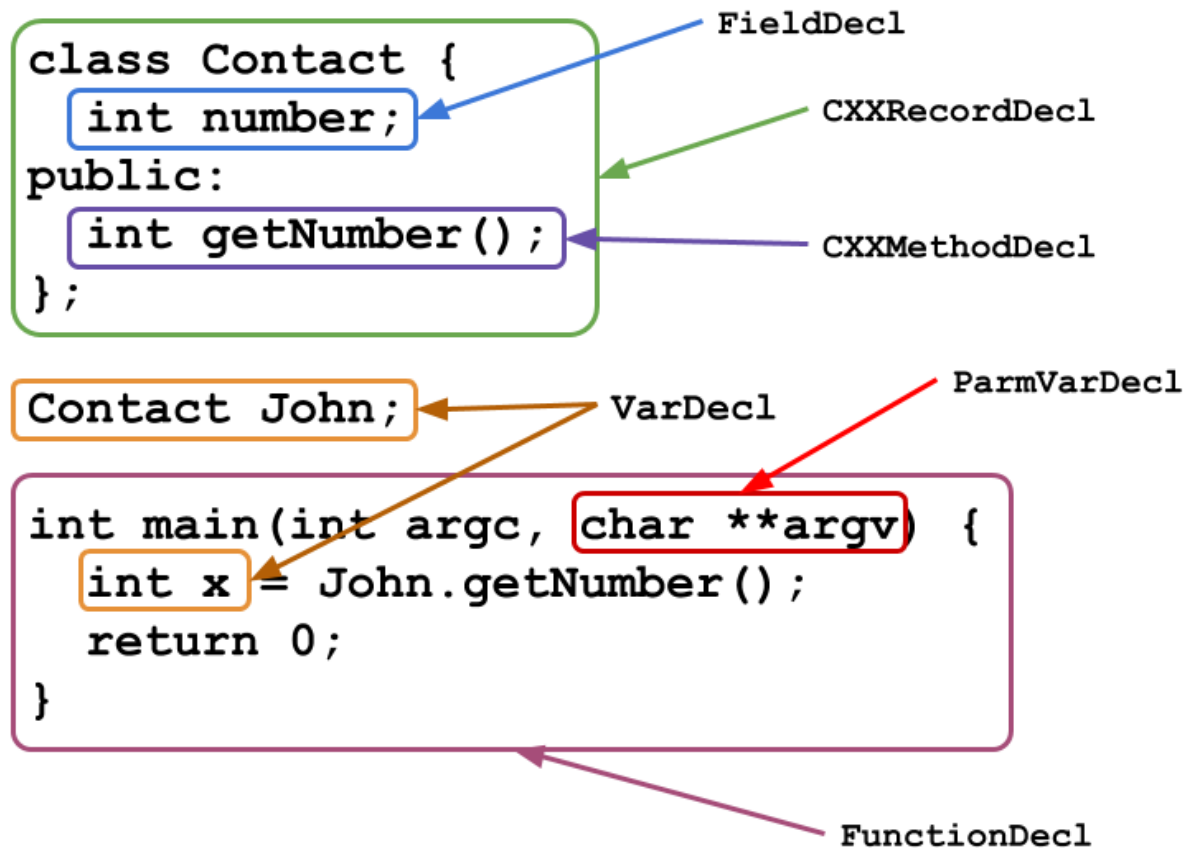 FieldDecl
class Contact {
int number;
CXXRecordDecl
public:
int getNumber();
CXXMethodDecl
};
ParmVarDecl
Contact John;
VarDecl
int main(int argc, char **argv) {
int x = John.getNumber();
return 0;
}
FunctionDecl